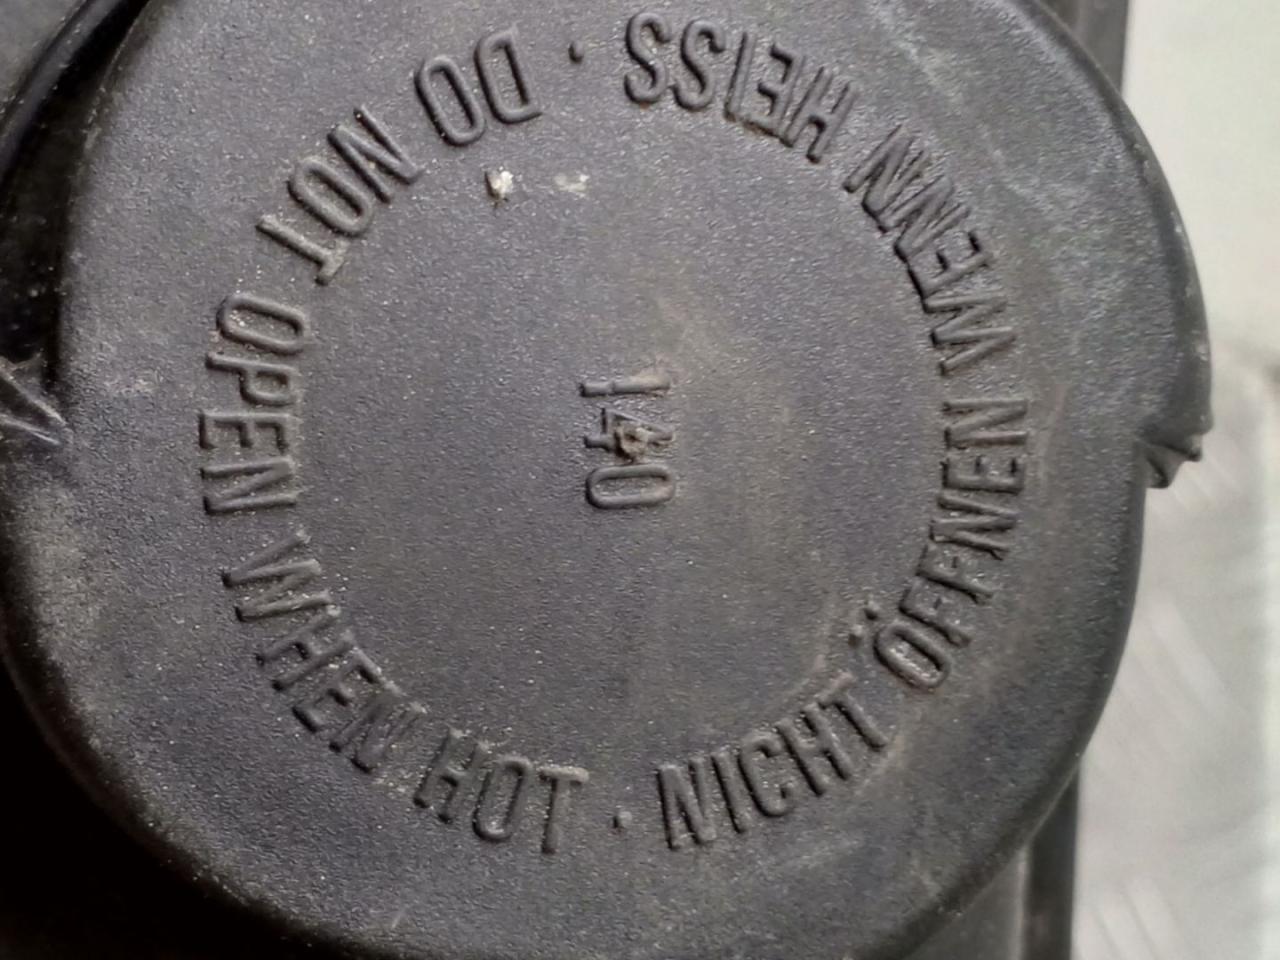 DO NOT OPEN WHEN HOT · NICHT ÖFFNEN WENN HEISS ·
140